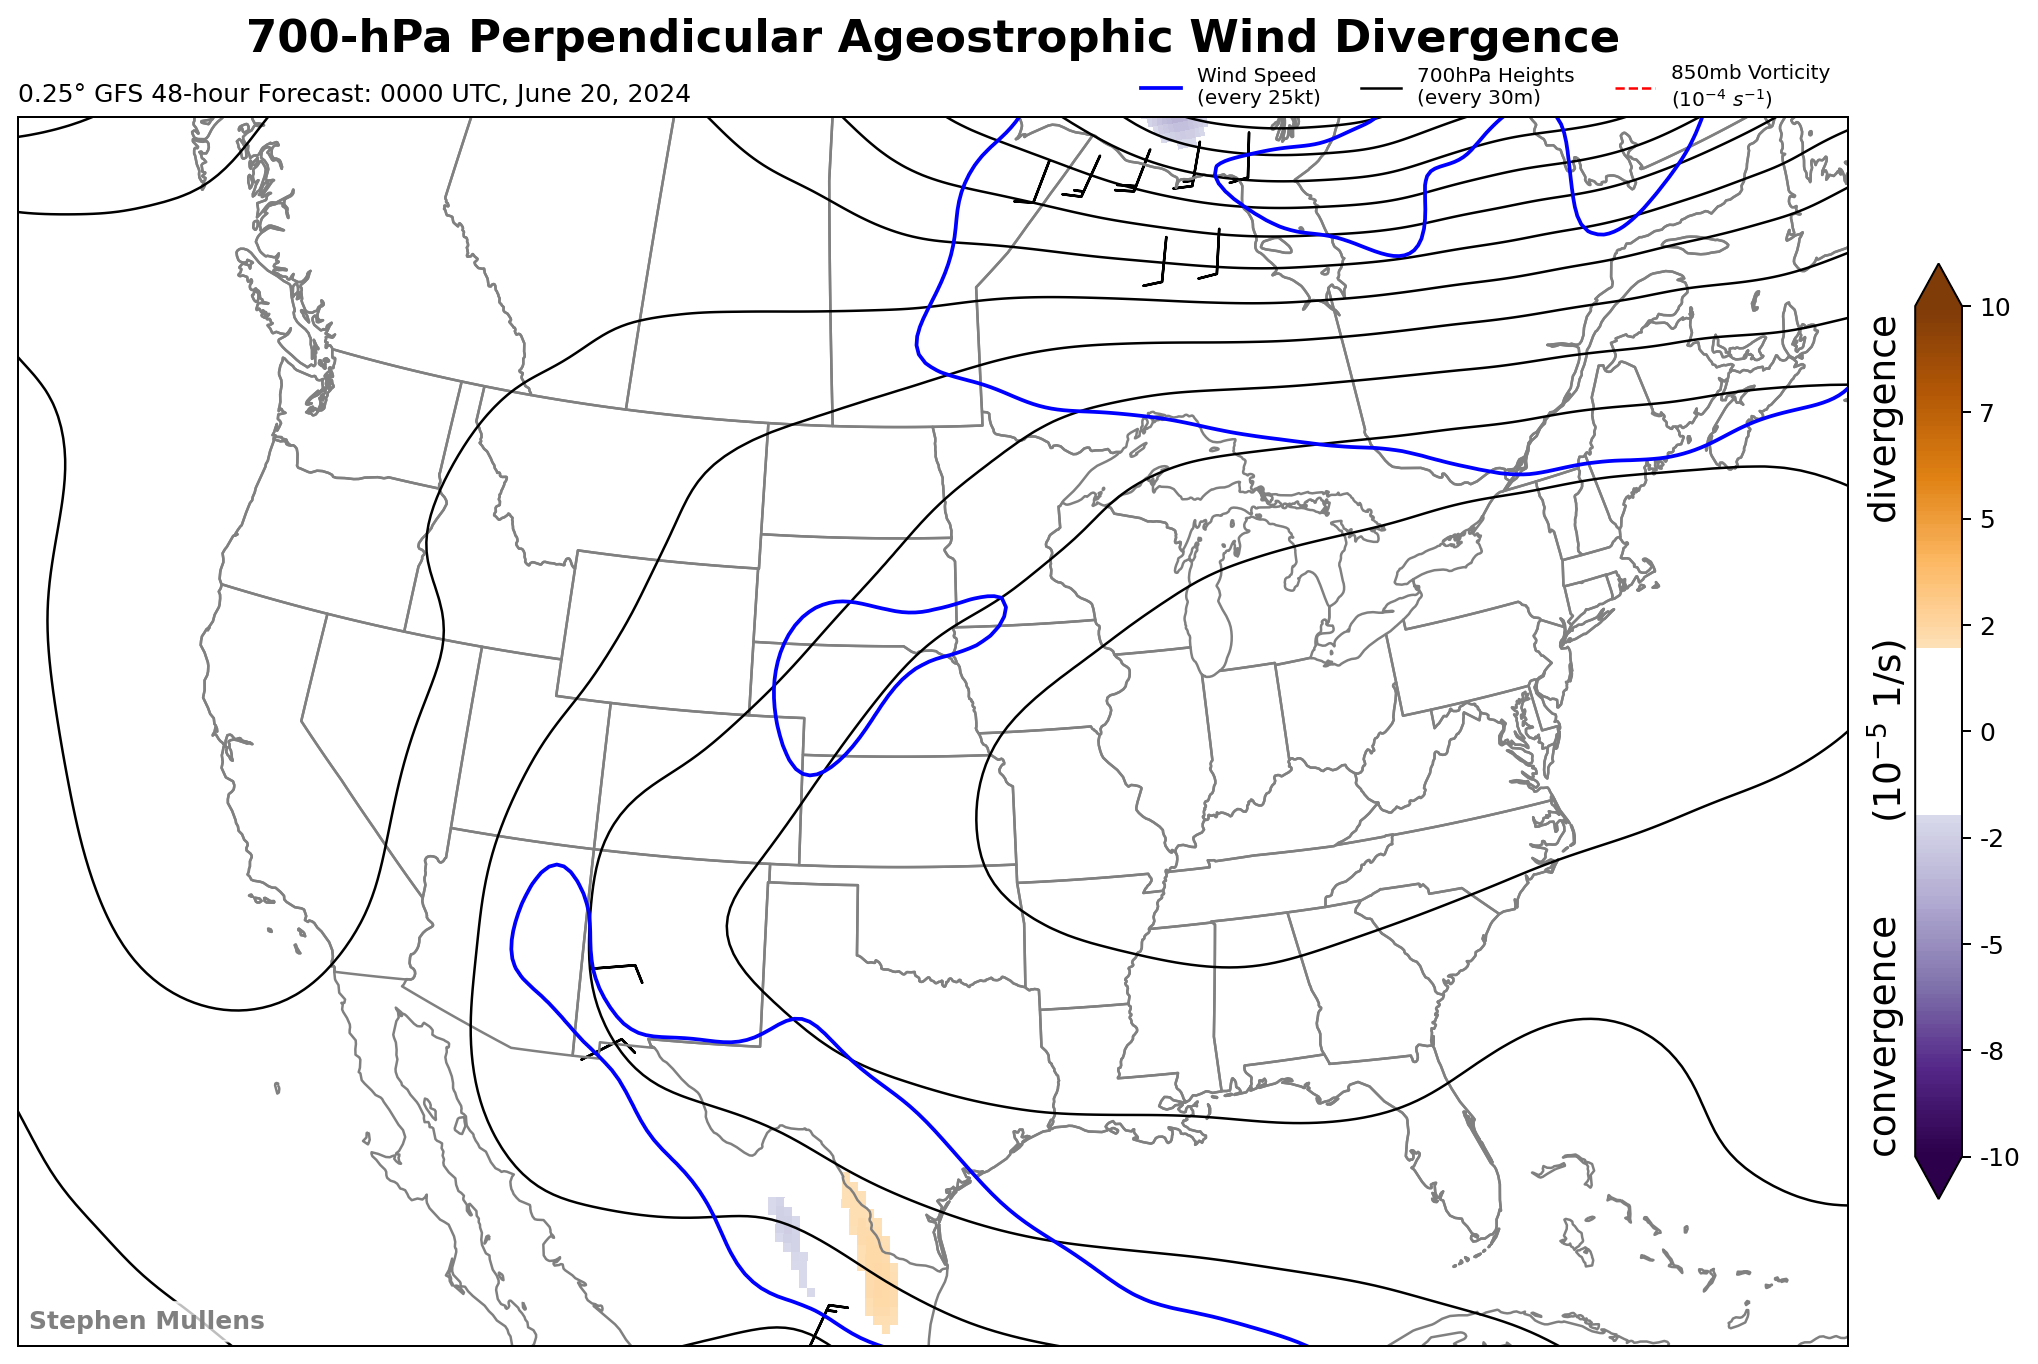 700-hPa Perpendicular Ageostrophic Wind Divergence
0.25° GFS 48-hour Forecast: 0000 UTC, June 20, 2024
Wind Speed
(every 25kt)
700hPa Heights
(every 30m)
850mb Vorticity
(10⁻⁴ s⁻¹)
10
7
5
2
0
-2
-5
-8
-10
convergence (10⁻⁵ 1/s) divergence
Stephen Mullens